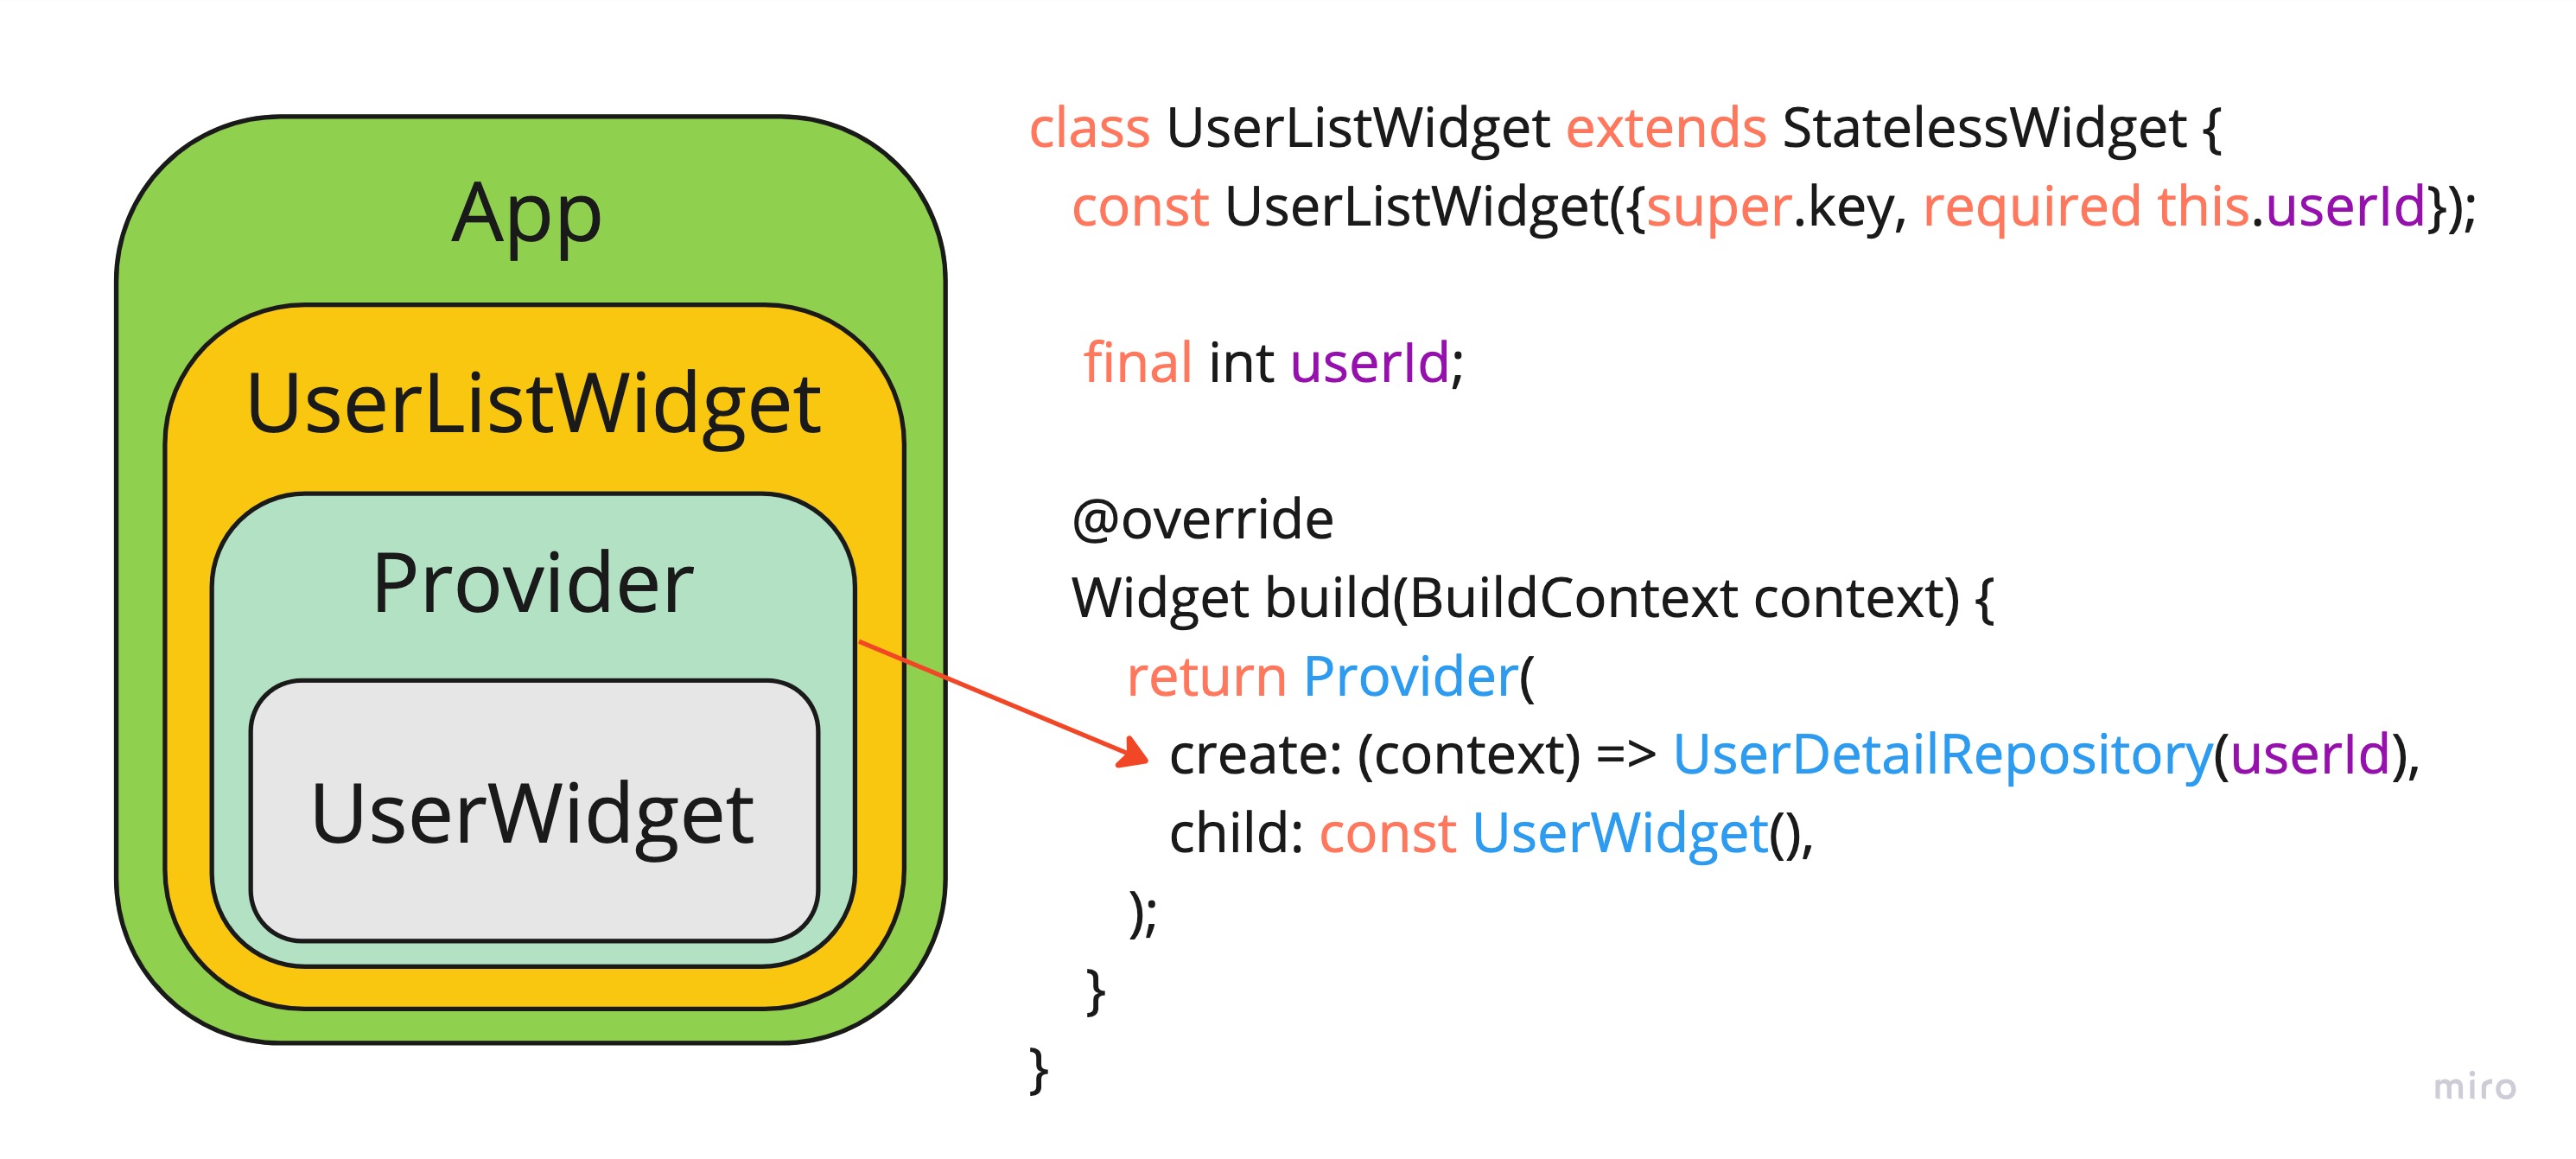 App
UserListWidget
Provider
UserWidget
class UserListWidget extends StatelessWidget {
const UserListWidget({super.key, required this.userId});
final int userId;
@override
Widget build(BuildContext context) {
return Provider(
create: (context) => UserDetailRepository(userId),
child: const UserWidget(),
);
}
}
miro